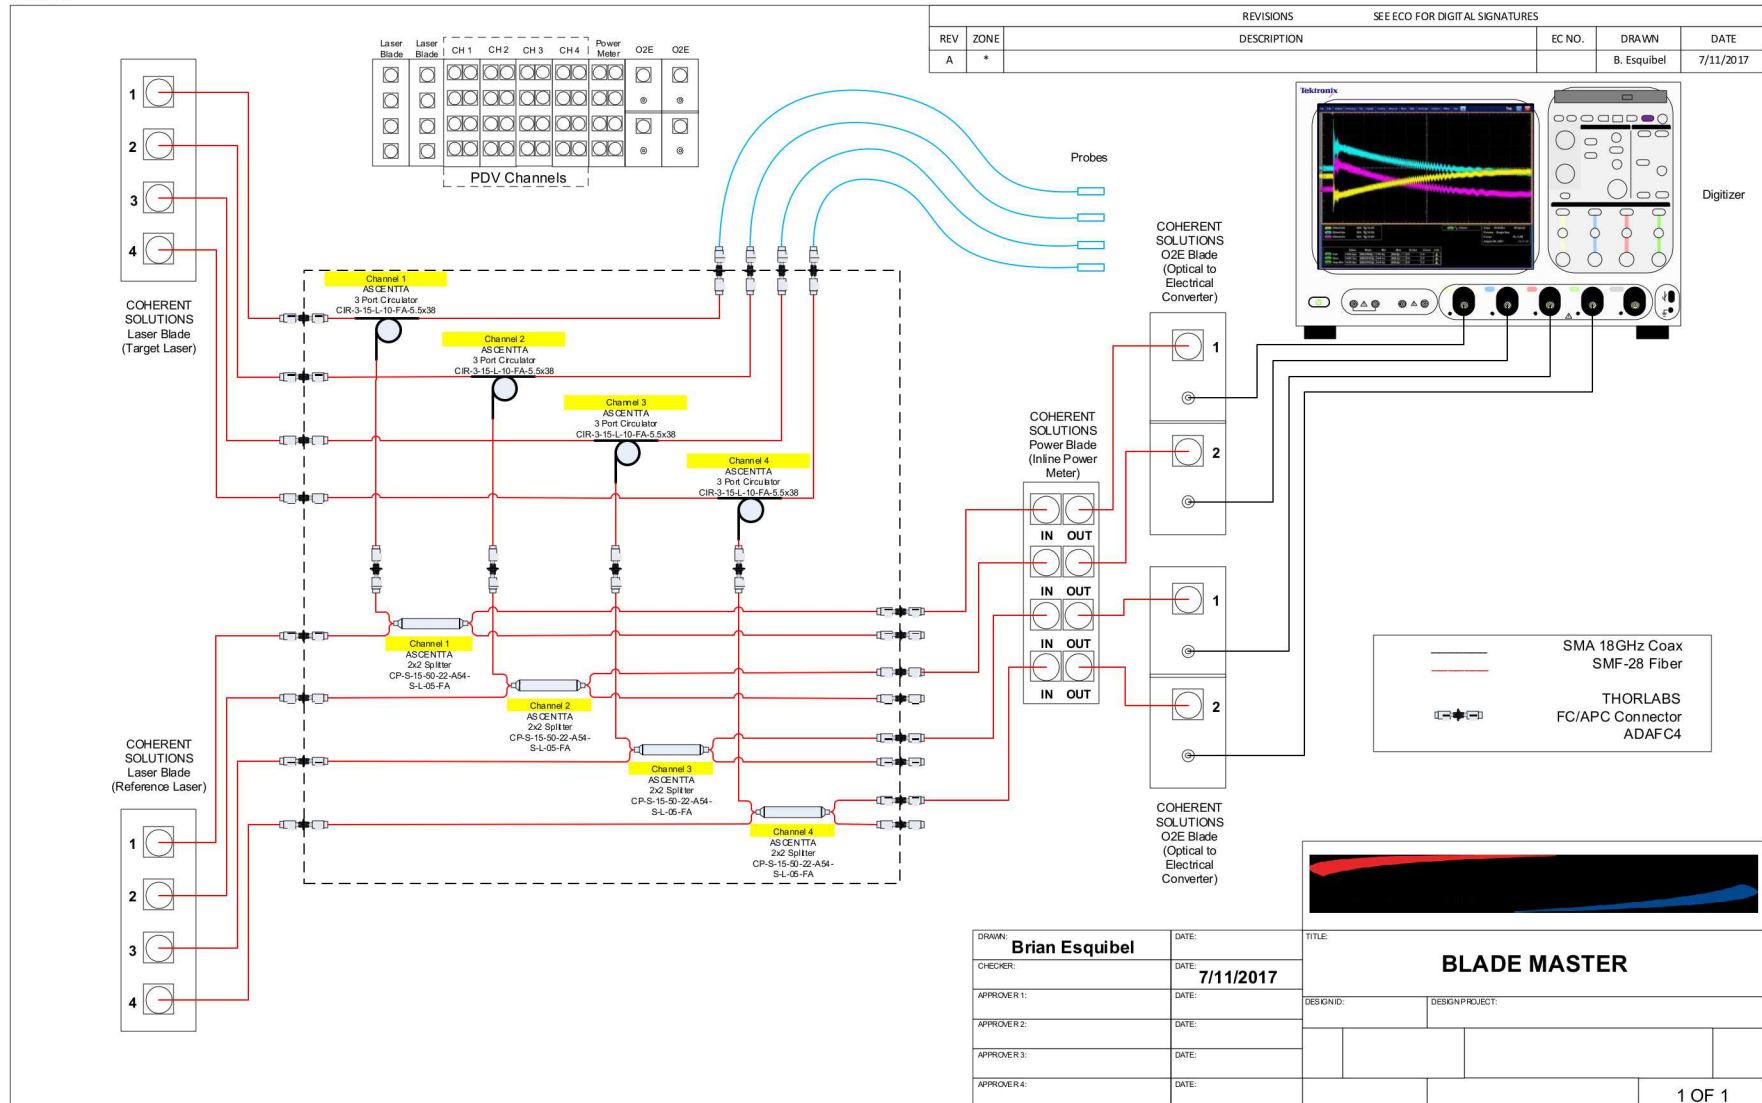 REVISIONS SEE ECO FOR DIGITAL SIGNATURES
REV ZONE DESCRIPTION EC NO. DRAWN DATE
A * B. Esquibel 7/11/2017
Laser Blade
Laser Blade
CH 1
CH 2
CH 3
CH 4
Power Meter
O2E
O2E
PDV Channels
1
2
3
4
COHERENT
SOLUTIONS
Laser Blade
(Target Laser)
Probes
Tektronix
Digitizer
Channel 1
ASCENTTA
3 Port Circulator
CIR-3-15-L-10-FA-5.5x38
Channel 2
ASCENTTA
3 Port Circulator
CIR-3-15-L-10-FA-5.5x38
Channel 3
ASCENTTA
3 Port Circulator
CIR-3-15-L-10-FA-5.5x38
Channel 4
ASCENTTA
3 Port Circulator
CIR-3-15-L-10-FA-5.5x38
COHERENT
SOLUTIONS
O2E Blade
(Optical to
Electrical
Converter)
1
2
COHERENT
SOLUTIONS
Power Blade
(Inline Power
Meter)
IN OUT
IN OUT
IN OUT
IN OUT
1
2
COHERENT
SOLUTIONS
O2E Blade
(Optical to
Electrical
Converter)
Channel 1
ASCENTTA
2x2 Splitter
CP-S-15-50-22-A54-
S-L-05-FA
Channel 2
ASCENTTA
2x2 Splitter
CP-S-15-50-22-A54-
S-L-05-FA
Channel 3
ASCENTTA
2x2 Splitter
CP-S-15-50-22-A54-
S-L-05-FA
Channel 4
ASCENTTA
2x2 Splitter
CP-S-15-50-22-A54-
S-L-05-FA
COHERENT
SOLUTIONS
Laser Blade
(Reference Laser)
1
2
3
4
SMA 18GHz Coax
SMF-28 Fiber
THORLABS
FC/APC Connector
ADAFC4
DRAWN: Brian Esquibel DATE:
CHECKER: DATE: 7/11/2017
APPROVER 1: DATE:
APPROVER 2: DATE:
APPROVER 3: DATE:
APPROVER 4: DATE:
TITLE:
BLADE MASTER
DESIGN ID: DESIGN PROJECT:
1 OF 1